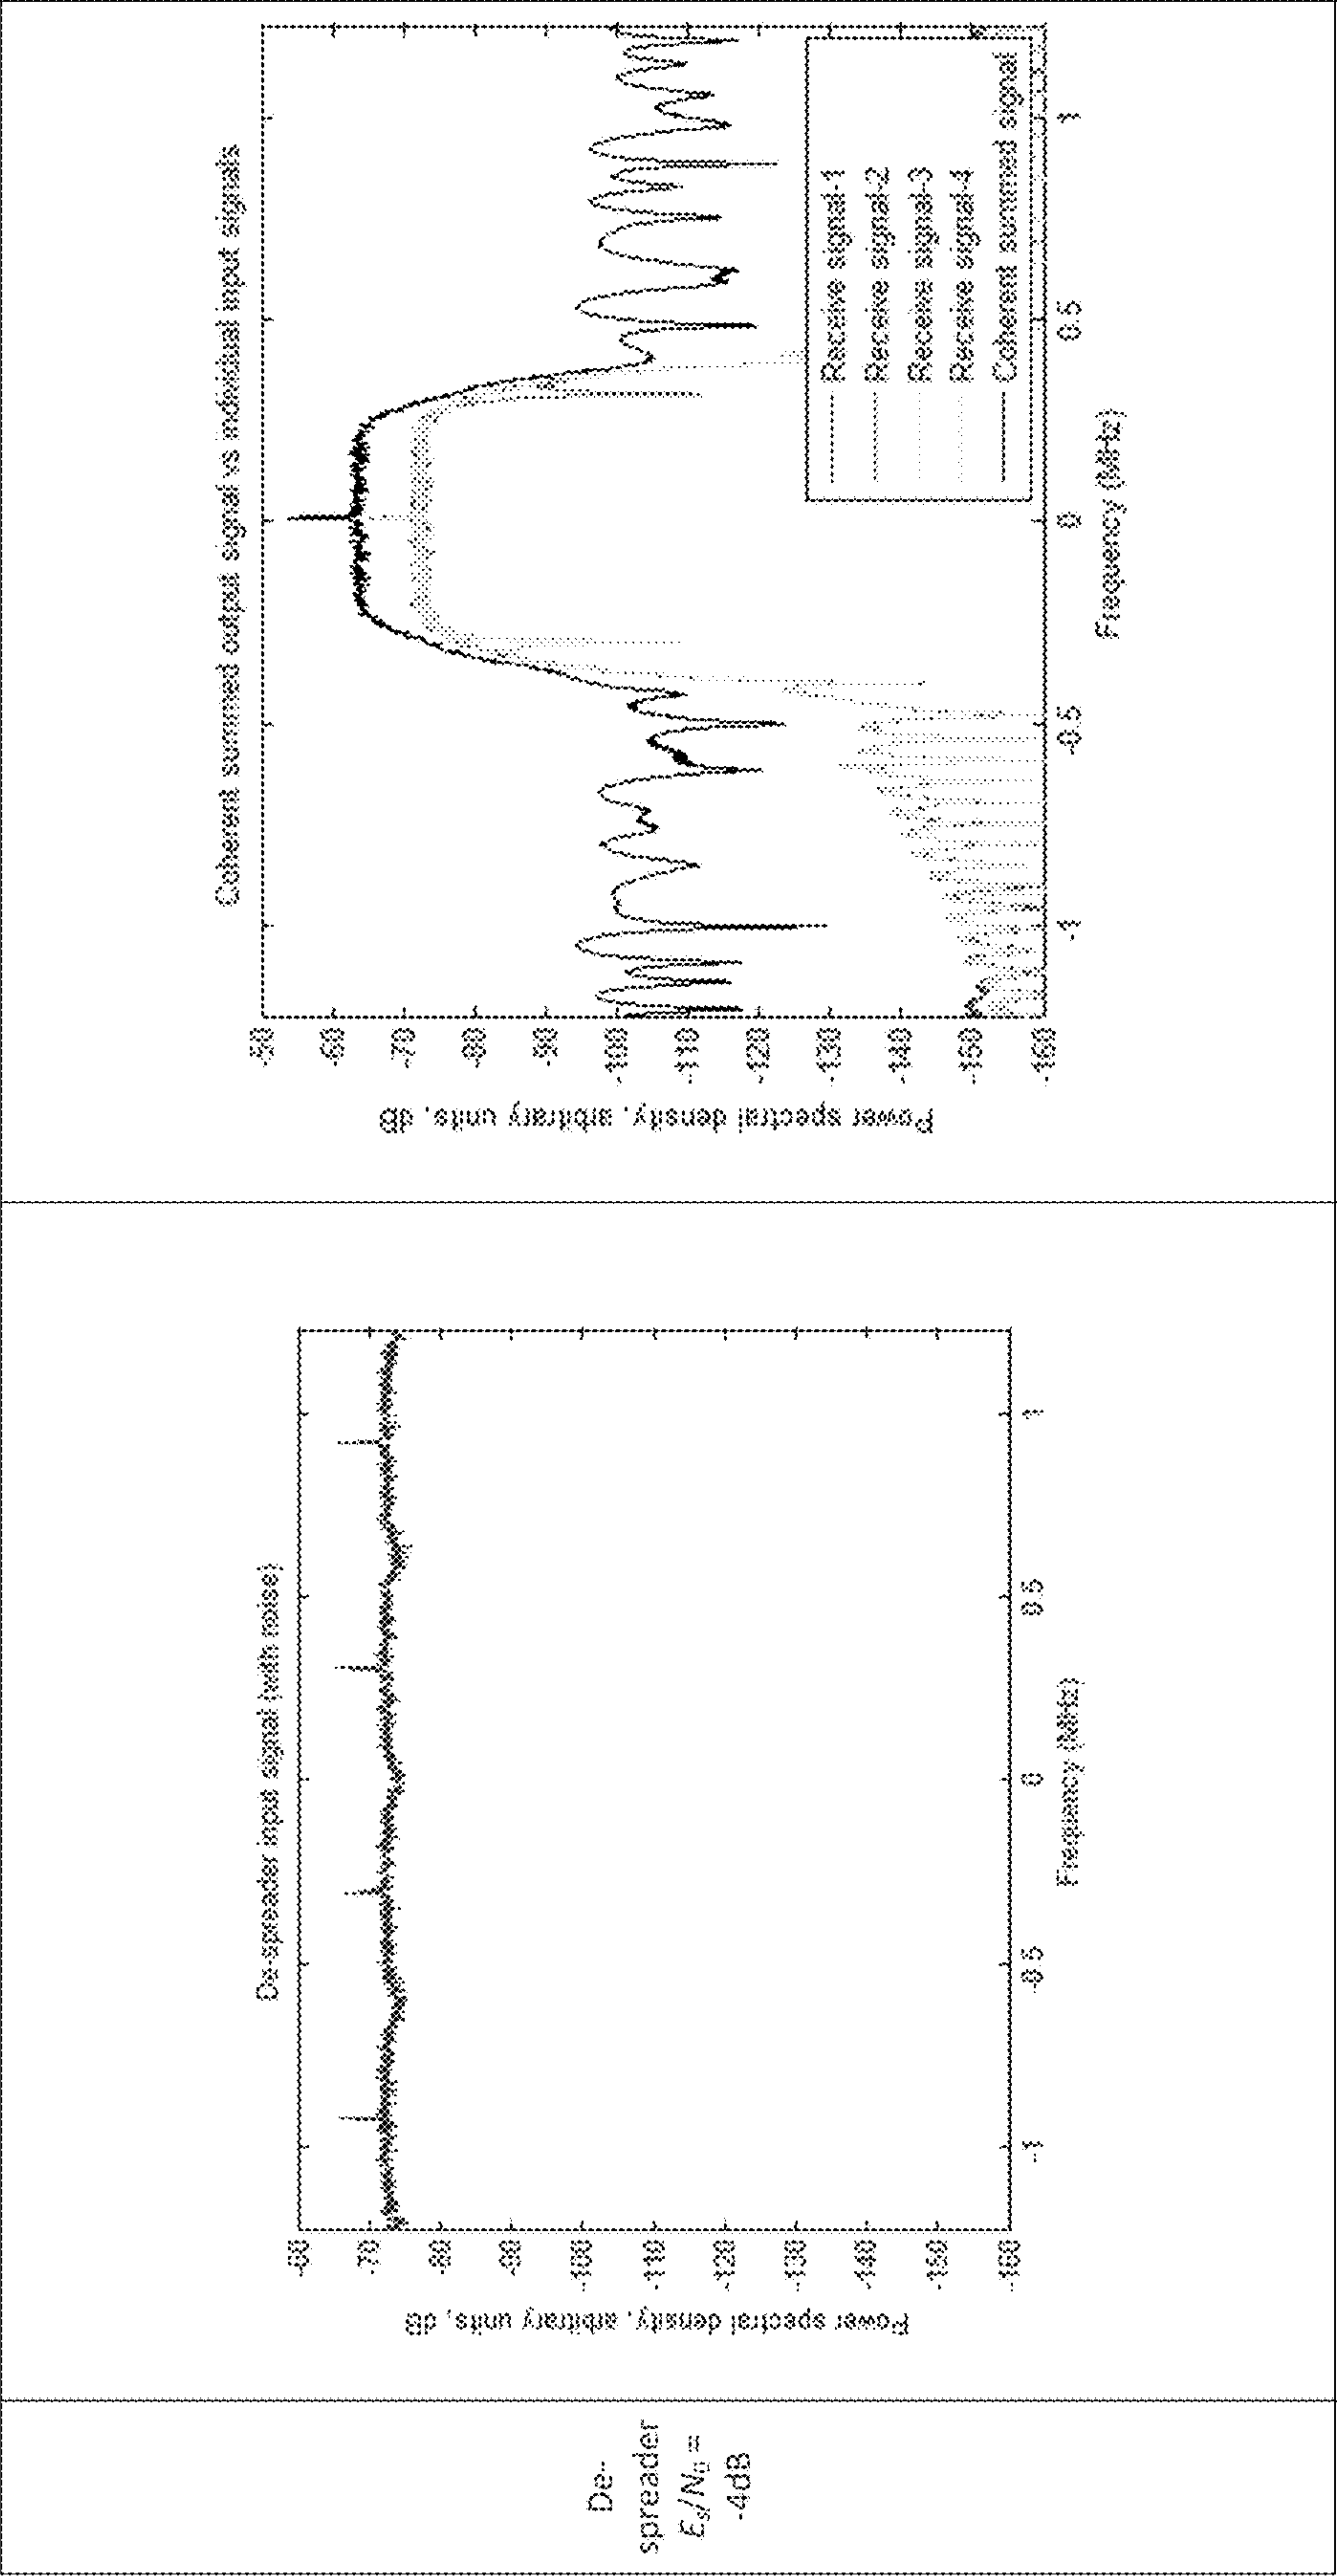 De-
spreader
Es/N0 =
-4dB
De-spreader input signal (with noise)
Power spectral density, arbitrary units, dB
-60
-70
-80
-90
-100
-110
-120
-130
-140
-150
-160
-1
-0.5
0
0.5
1
Frequency (MHz)
Coherent summed output signal vs individual input signals
Power spectral density, arbitrary units, dB
-50
-60
-70
-80
-90
-100
-110
-120
-130
-140
-150
-160
-1
-0.5
0
0.5
1
Frequency (MHz)
Receive signal-1
Receive signal-2
Receive signal-3
Receive signal-4
Coherent summed signal